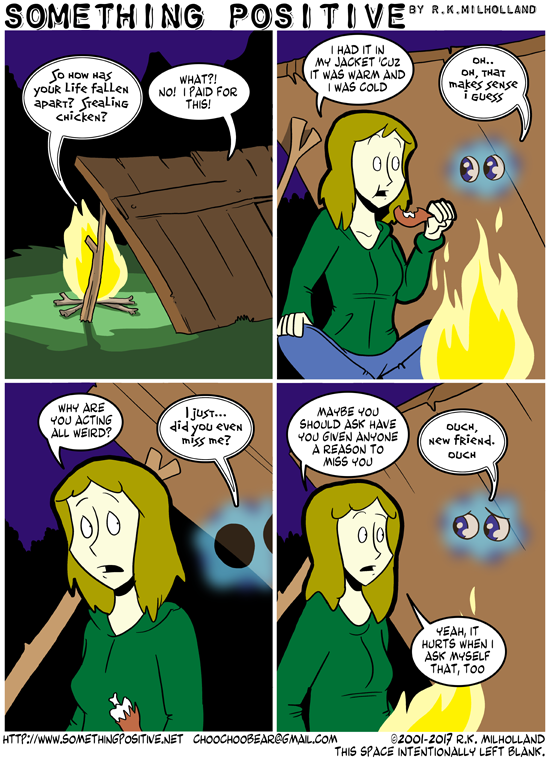 SOMETHING POSITIVE BY R.K.MILHOLLAND
So how has
your life fallen
apart? Stealing
chicken?
WHAT?!
NO! I PAID FOR
THIS!
I HAD IT IN
MY JACKET 'CUZ
IT WAS WARM AND
I WAS COLD
OH..
OH, THAT
makes sense
i guess
WHY ARE
YOU ACTING
ALL WEIRD?
I just...
did you even
miss me?
MAYBE YOU
SHOULD ASK HAVE
YOU GIVEN ANYONE
A REASON TO
MISS YOU
OUCH,
new friend.
OUCH
YEAH, IT
HURTS WHEN I
ASK MYSELF
THAT, TOO
HTTP://WWW.SOMETHINGPOSITIVE.NET CHOOCHOOBEAR@GMAIL.COM ©2001-2017 R.K. MILHOLLAND
THIS SPACE INTENTIONALLY LEFT BLANK.